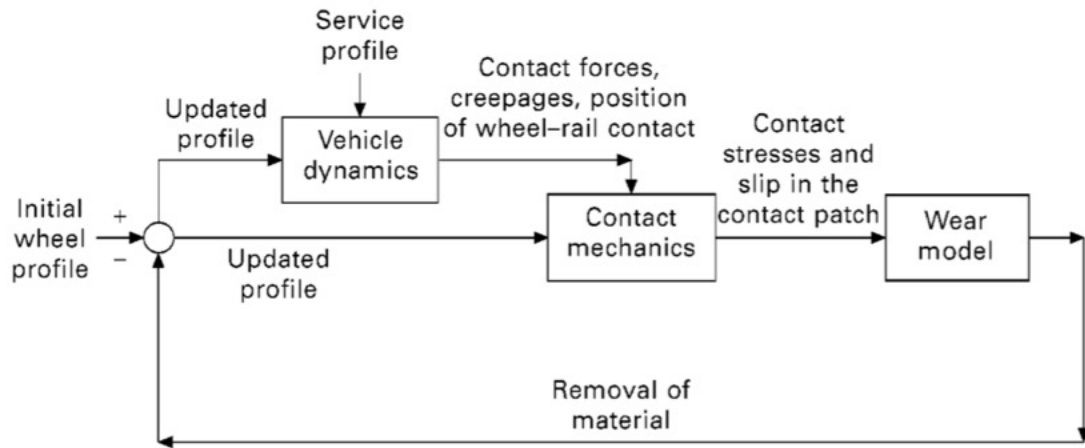 Service
profile
Contact forces,
creepages, position
of wheel–rail contact
Updated
profile
Vehicle
dynamics
Contact
stresses and
slip in the
contact patch
Initial
wheel
profile
+
−
Updated
profile
Contact
mechanics
Wear
model
Removal of
material